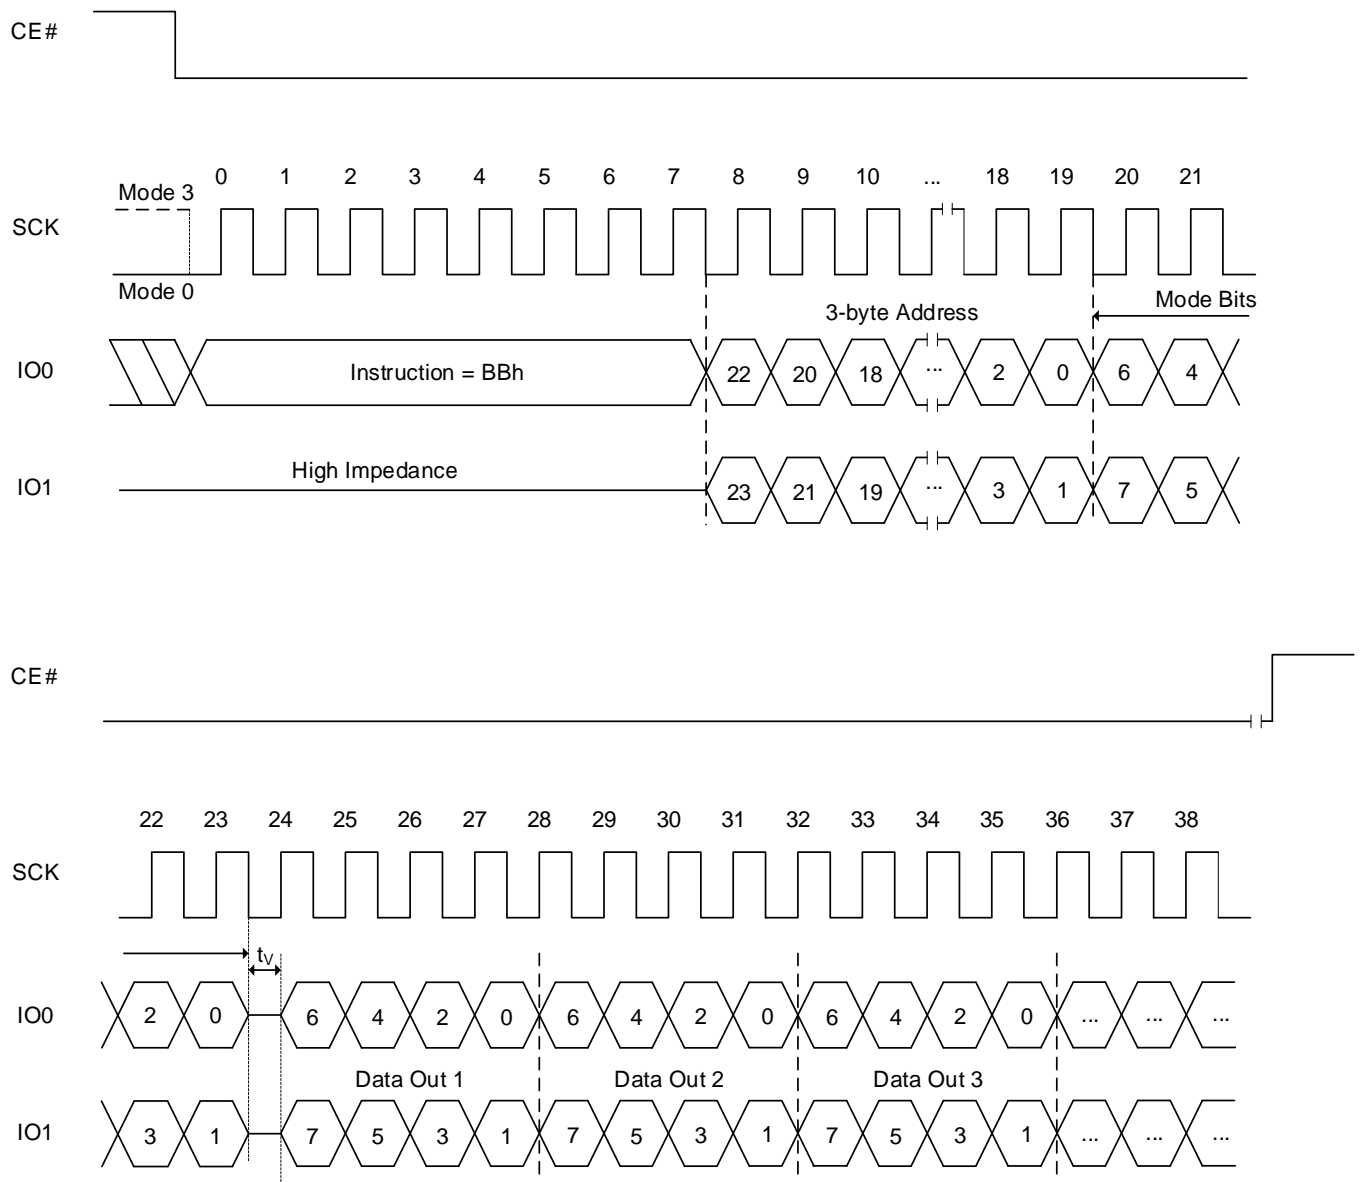 CE#
0 1 2 3 4 5 6 7 8 9 10 ... 18 19 20 21
Mode 3
SCK
Mode 0
3-byte Address
Mode Bits
IO0
Instruction = BBh
22 20 18 ... 2 0 6 4
High Impedance
IO1
23 21 19 ... 3 1 7 5
CE#
22 23 24 25 26 27 28 29 30 31 32 33 34 35 36 37 38
SCK
tV
IO0
2 0 6 4 2 0 6 4 2 0 6 4 2 0 ... ... ...
Data Out 1 Data Out 2 Data Out 3
IO1
3 1 7 5 3 1 7 5 3 1 7 5 3 1 ... ... ...